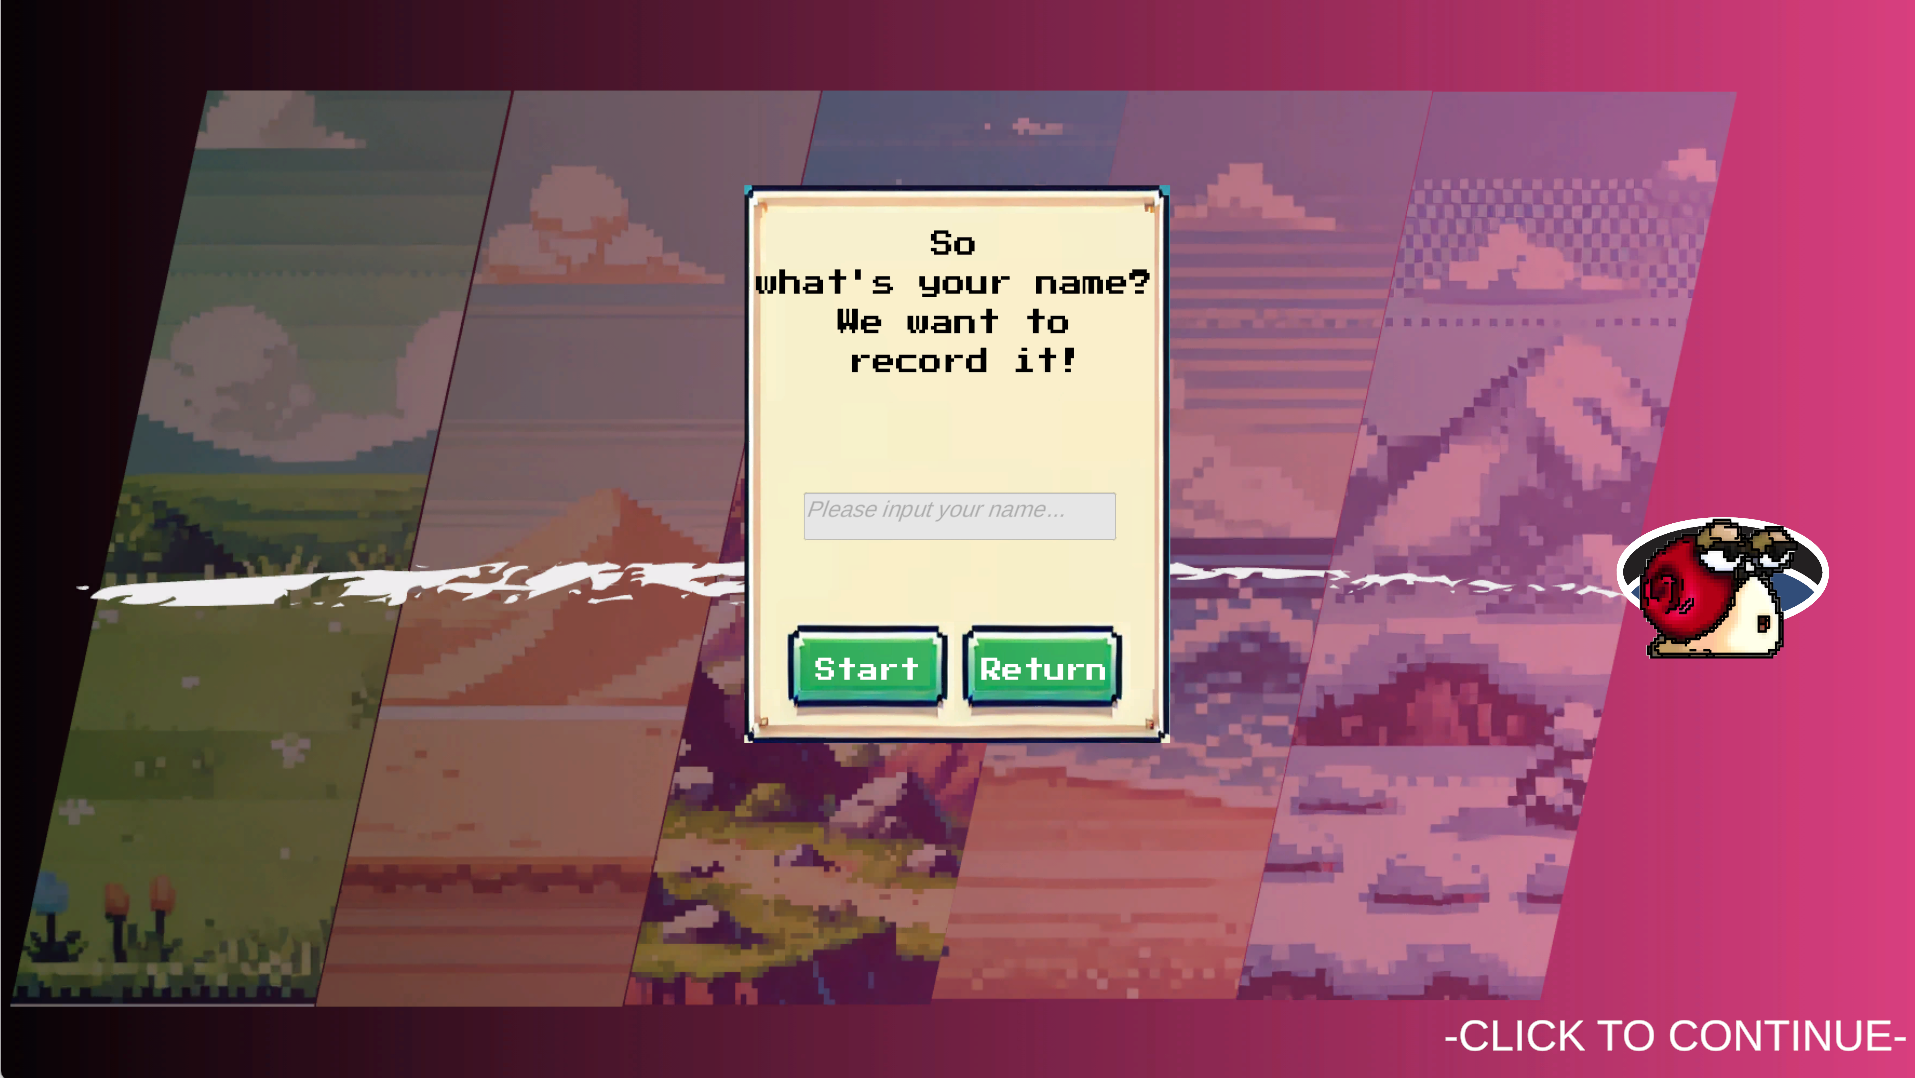 So
what's your name?
We want to
record it!
Please input your name...
Start
Return
-CLICK TO CONTINUE-